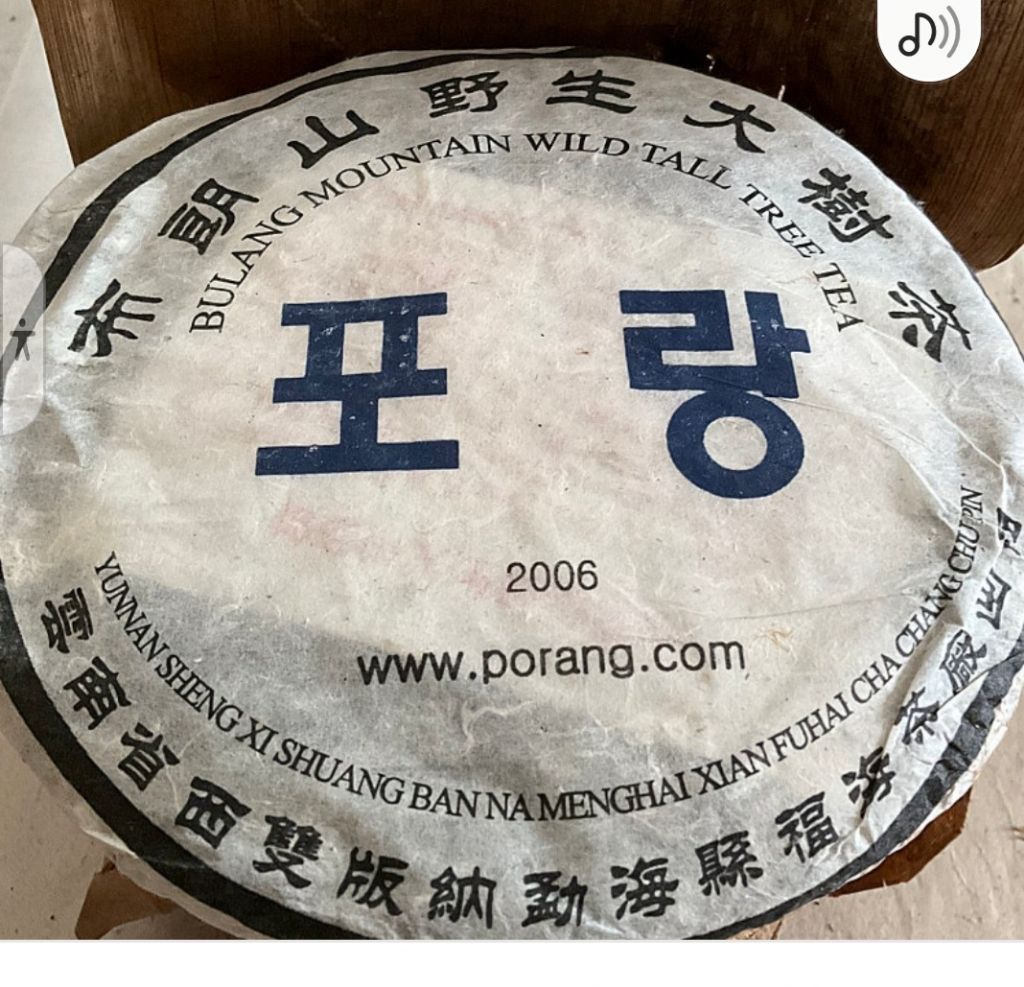 布朗山野生大樹茶
BULANG MOUNTAIN WILD TALL TREE TEA
포랑
2006
www.porang.com
YUNNAN SHENG XI SHUANG BAN NA MENGHAI XIAN FUHAI CHA CHANG CHU PIN
雲南省西雙版納勐海縣福海茶廠出品